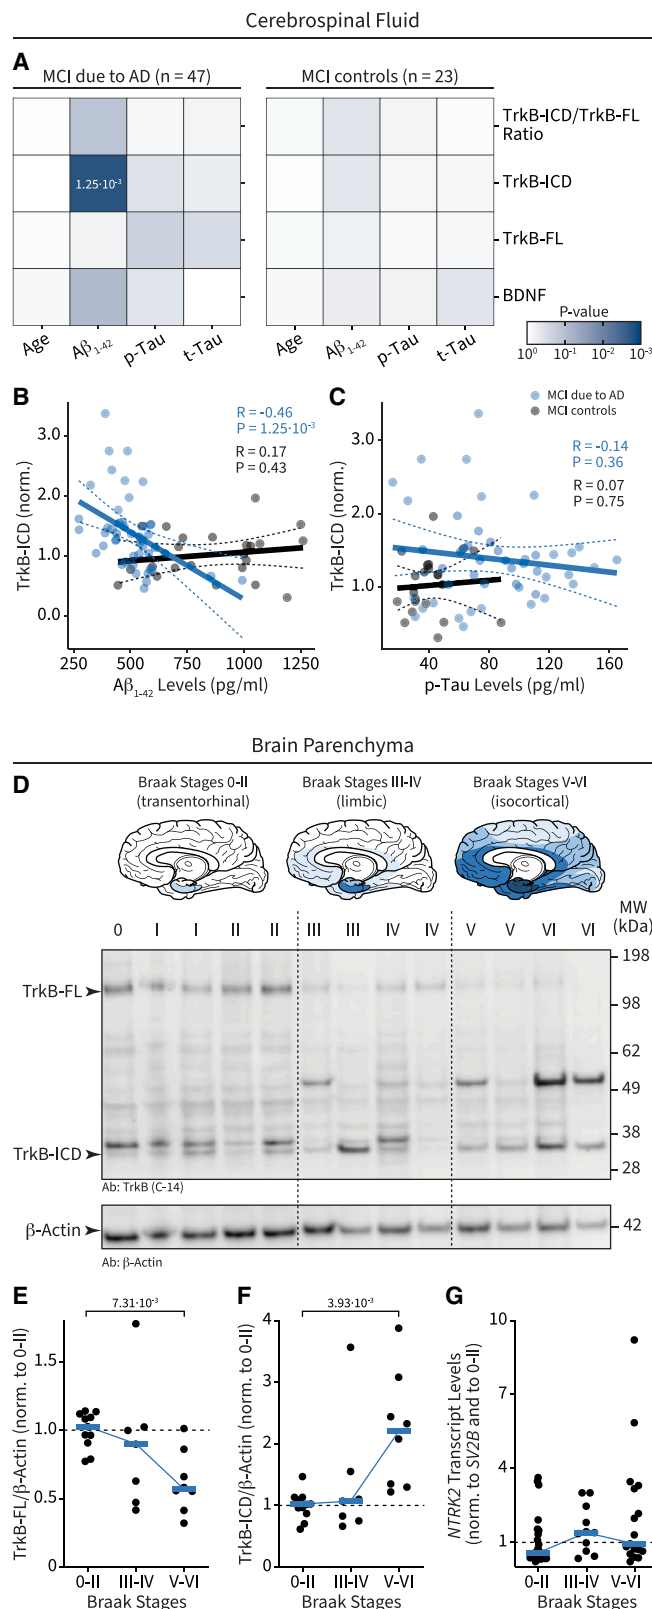 Cerebrospinal Fluid
A
MCI due to AD (n = 47)
MCI controls (n = 23)
TrkB-ICD/TrkB-FL
Ratio
1.25·10⁻³
TrkB-ICD
TrkB-FL
BDNF
Age
Aβ₁₋₄₂
p-Tau
t-Tau
Age
Aβ₁₋₄₂
p-Tau
t-Tau
P-value
10⁰ 10⁻¹ 10⁻² 10⁻³
B
R = -0.46
P = 1.25·10⁻³
R = 0.17
P = 0.43
TrkB-ICD (norm.)
3.0
2.0
1.0
0.0
250 500 750 1000 1250
Aβ₁₋₄₂ Levels (pg/ml)
C
MCI due to AD
MCI controls
R = -0.14
P = 0.36
R = 0.07
P = 0.75
TrkB-ICD (norm.)
3.0
2.0
1.0
40 80 120 160
p-Tau Levels (pg/ml)
Brain Parenchyma
D
Braak Stages 0-II
(transentorhinal)
Braak Stages III-IV
(limbic)
Braak Stages V-VI
(isocortical)
MW
(kDa)
0 I I II II III III IV IV V V VI VI
198
TrkB-FL
98
62
49
38
TrkB-ICD
28
Ab: TrkB (C-14)
β-Actin
42
Ab: β-Actin
E
7.31·10⁻³
TrkB-FL/β-Actin (norm. to 0-II)
1.5
1.0
0.5
0
0-II III-IV V-VI
Braak Stages
F
3.93·10⁻³
TrkB-ICD/β-Actin (norm. to 0-II)
4
3
2
1
0
0-II III-IV V-VI
Braak Stages
G
NTRK2 Transcript Levels
(norm. to SV2B and to 0-II)
10
7
4
1
0-II III-IV V-VI
Braak Stages